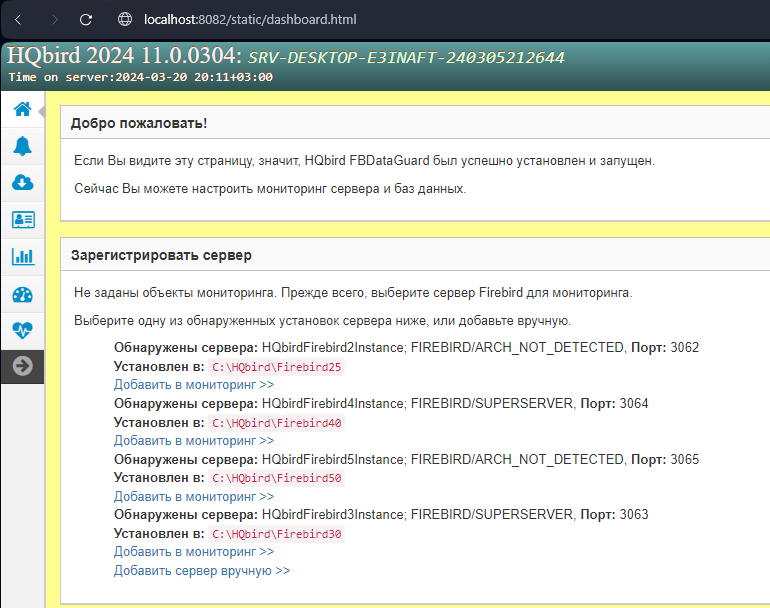 localhost:8082/static/dashboard.html
HQbird 2024 11.0.0304: SRV-DESKTOP-E3INAFT-240305212644
Time on server:2024-03-20 20:11+03:00
Добро пожаловать!
Если Вы видите эту страницу, значит, HQbird FBDataGuard был успешно установлен и запущен.
Сейчас Вы можете настроить мониторинг сервера и баз данных.
Зарегистрировать сервер
Не заданы объекты мониторинга. Прежде всего, выберите сервер Firebird для мониторинга.
Выберите одну из обнаруженных установок сервера ниже, или добавьте вручную.
Обнаружены сервера: HQbirdFirebird2Instance; FIREBIRD/ARCH_NOT_DETECTED, Порт: 3062
Установлен в: C:\HQbird\Firebird25
Добавить в мониторинг >>
Обнаружены сервера: HQbirdFirebird4Instance; FIREBIRD/SUPERSERVER, Порт: 3064
Установлен в: C:\HQbird\Firebird40
Добавить в мониторинг >>
Обнаружены сервера: HQbirdFirebird5Instance; FIREBIRD/ARCH_NOT_DETECTED, Порт: 3065
Установлен в: C:\HQbird\Firebird50
Добавить в мониторинг >>
Обнаружены сервера: HQbirdFirebird3Instance; FIREBIRD/SUPERSERVER, Порт: 3063
Установлен в: C:\HQbird\Firebird30
Добавить в мониторинг >>
Добавить сервер вручную >>